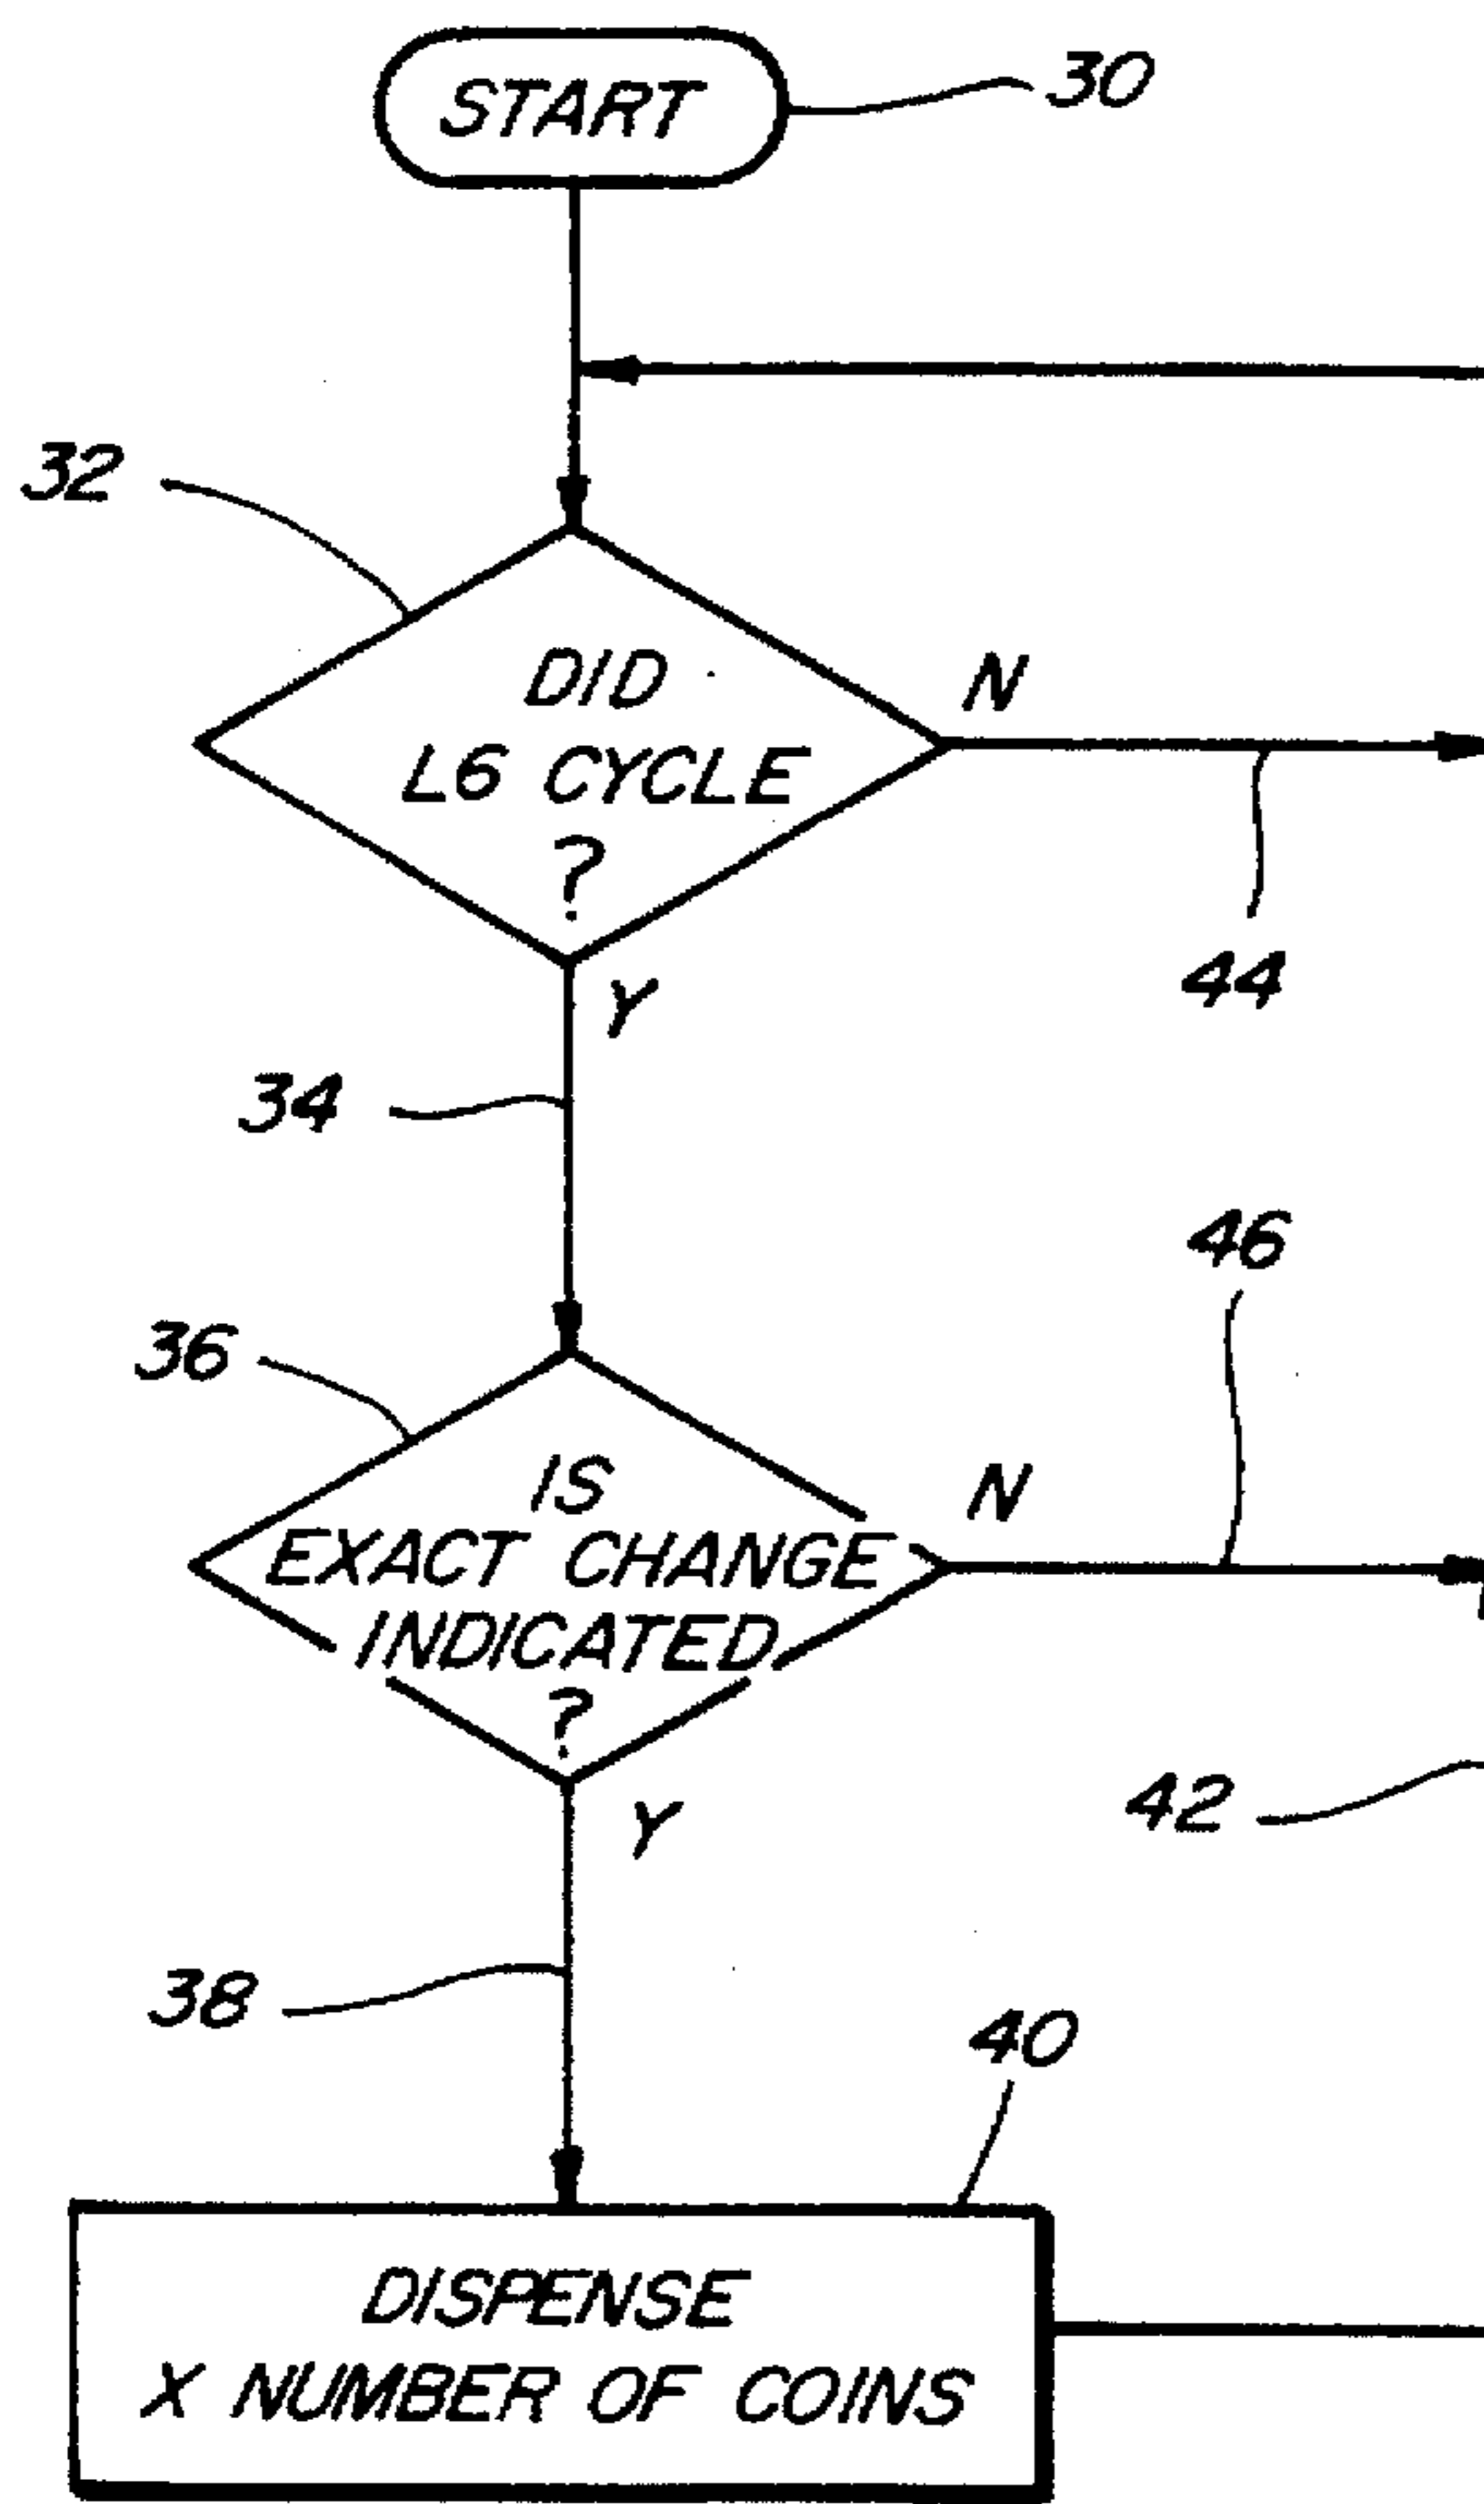 START
30
32
DID
L6 CYCLE
?
N
44
Y
34
46
36
IS
EXACT CHANGE
INDICATED
?
N
42
Y
38
40
DISPENSE
X NUMBER OF COINS